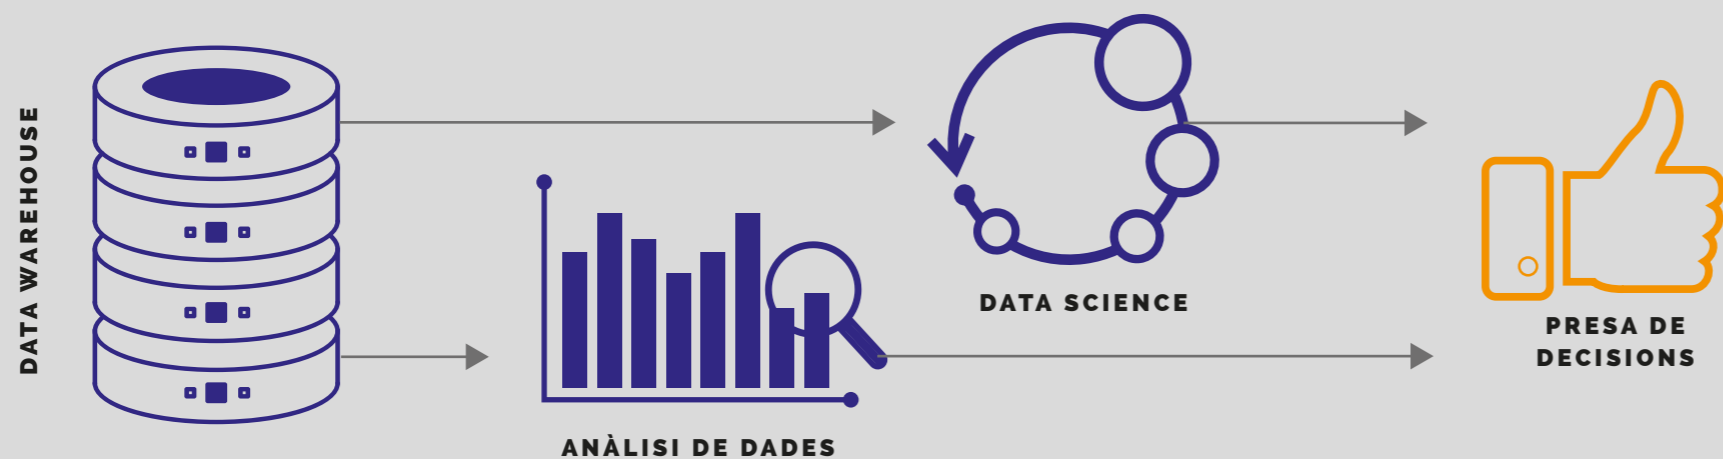 DATA WAREHOUSE
ANÀLISI DE DADES
DATA SCIENCE
PRESA DE
DECISIONS